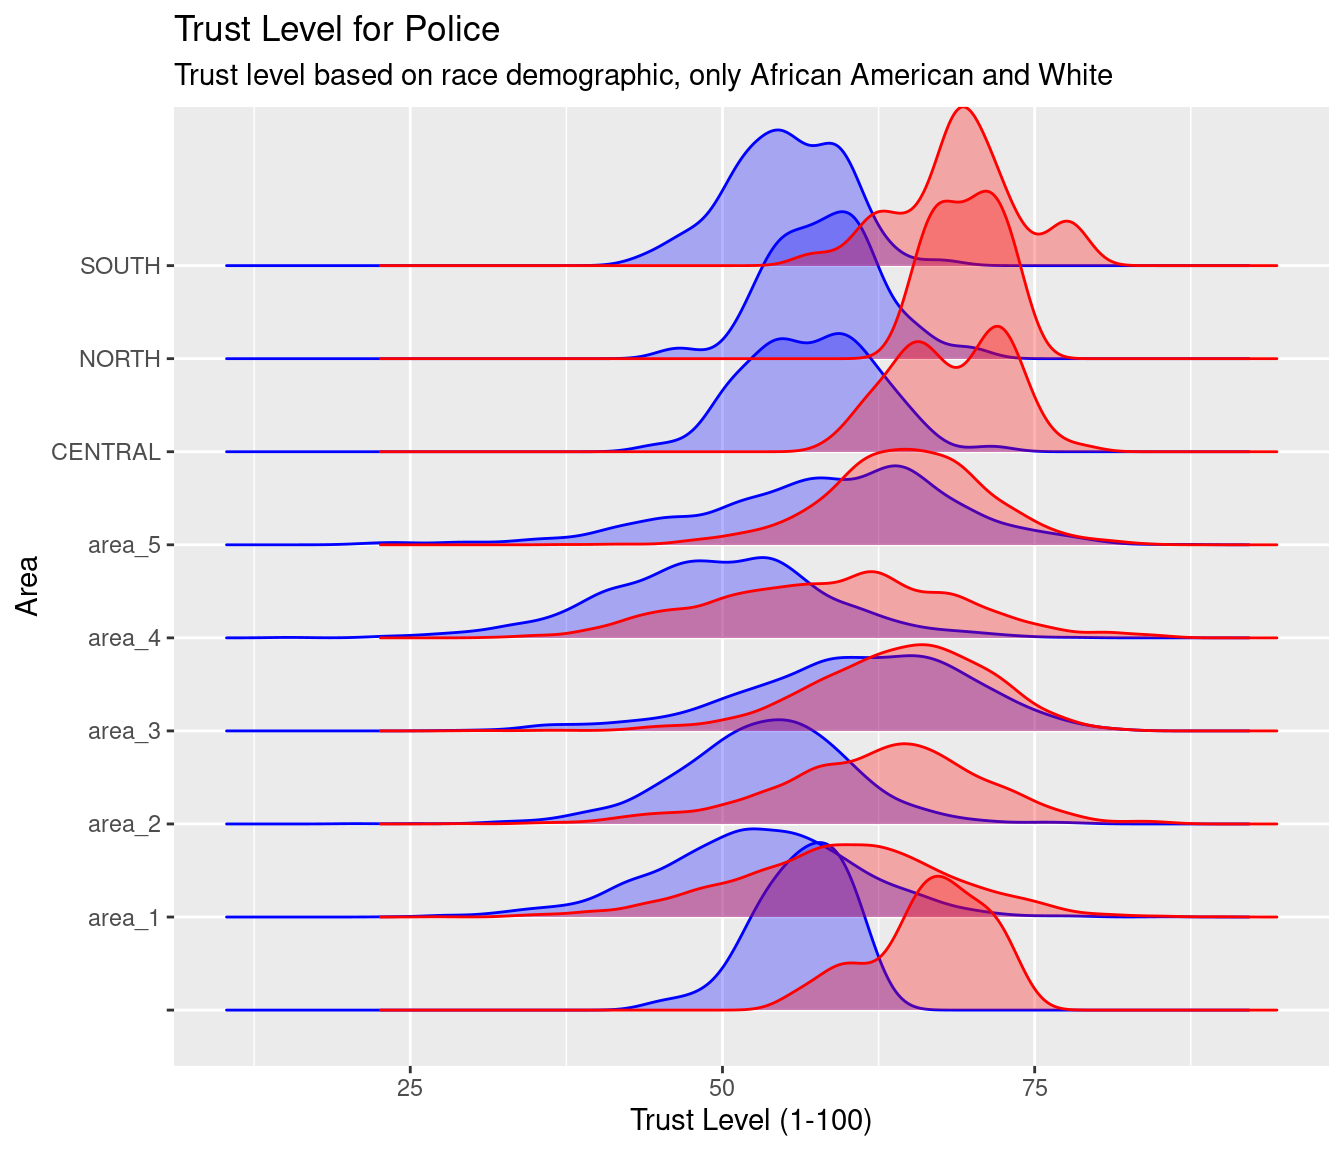 Trust Level for Police
Trust level based on race demographic, only African American and White
SOUTH
NORTH
CENTRAL
area_5
area_4
area_3
area_2
area_1
Area
25 50 75
Trust Level (1-100)